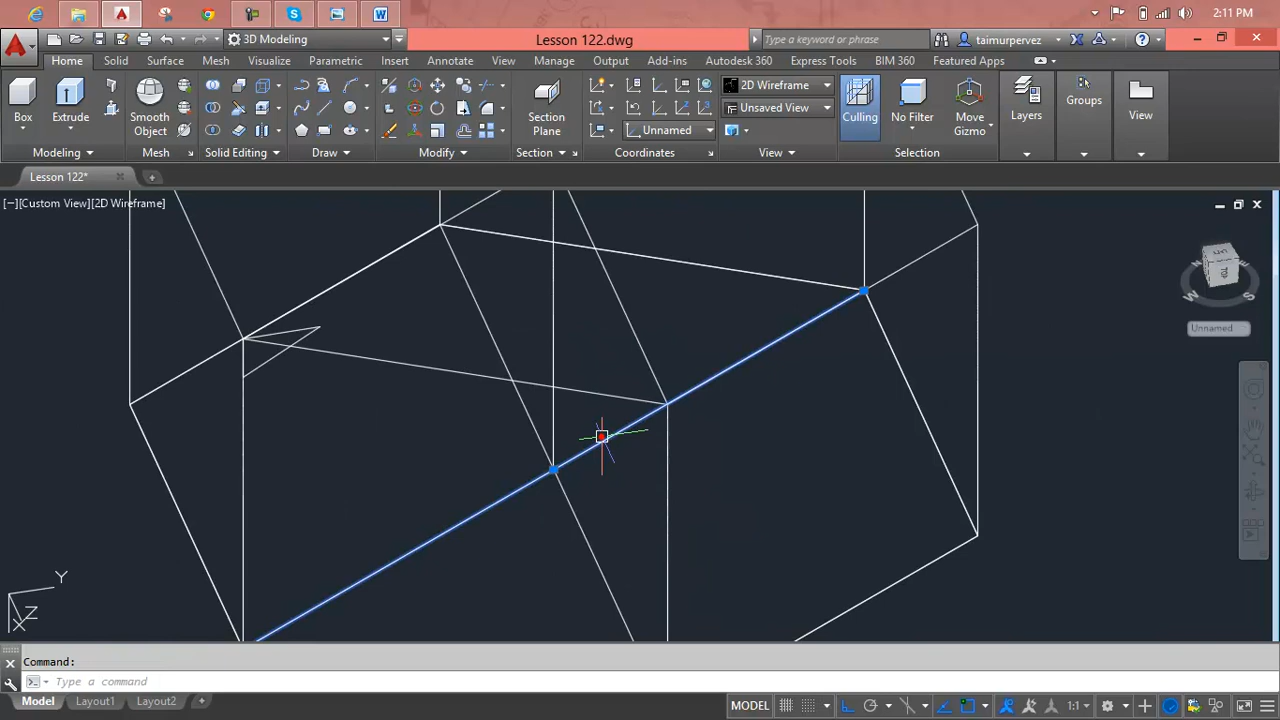 2:11 PM
3D Modeling
Lesson 122.dwg
Type a keyword or phrase
taimurpervez
Home Solid Surface Mesh Visualize Parametric Insert Annotate View Manage Output Add-ins Autodesk 360 Express Tools BIM 360 Featured Apps
2D Wireframe
Unsaved View
Unnamed
Box Extrude Smooth Object Section Plane Culling No Filter Move Gizmo Layers Groups View
Modeling Mesh Solid Editing Draw Modify Section Coordinates View Selection
Lesson 122*
[−][Custom View][2D Wireframe]
W S
Unnamed
Y
Z
X
Command:
Type a command
Model Layout1 Layout2
MODEL 1:1